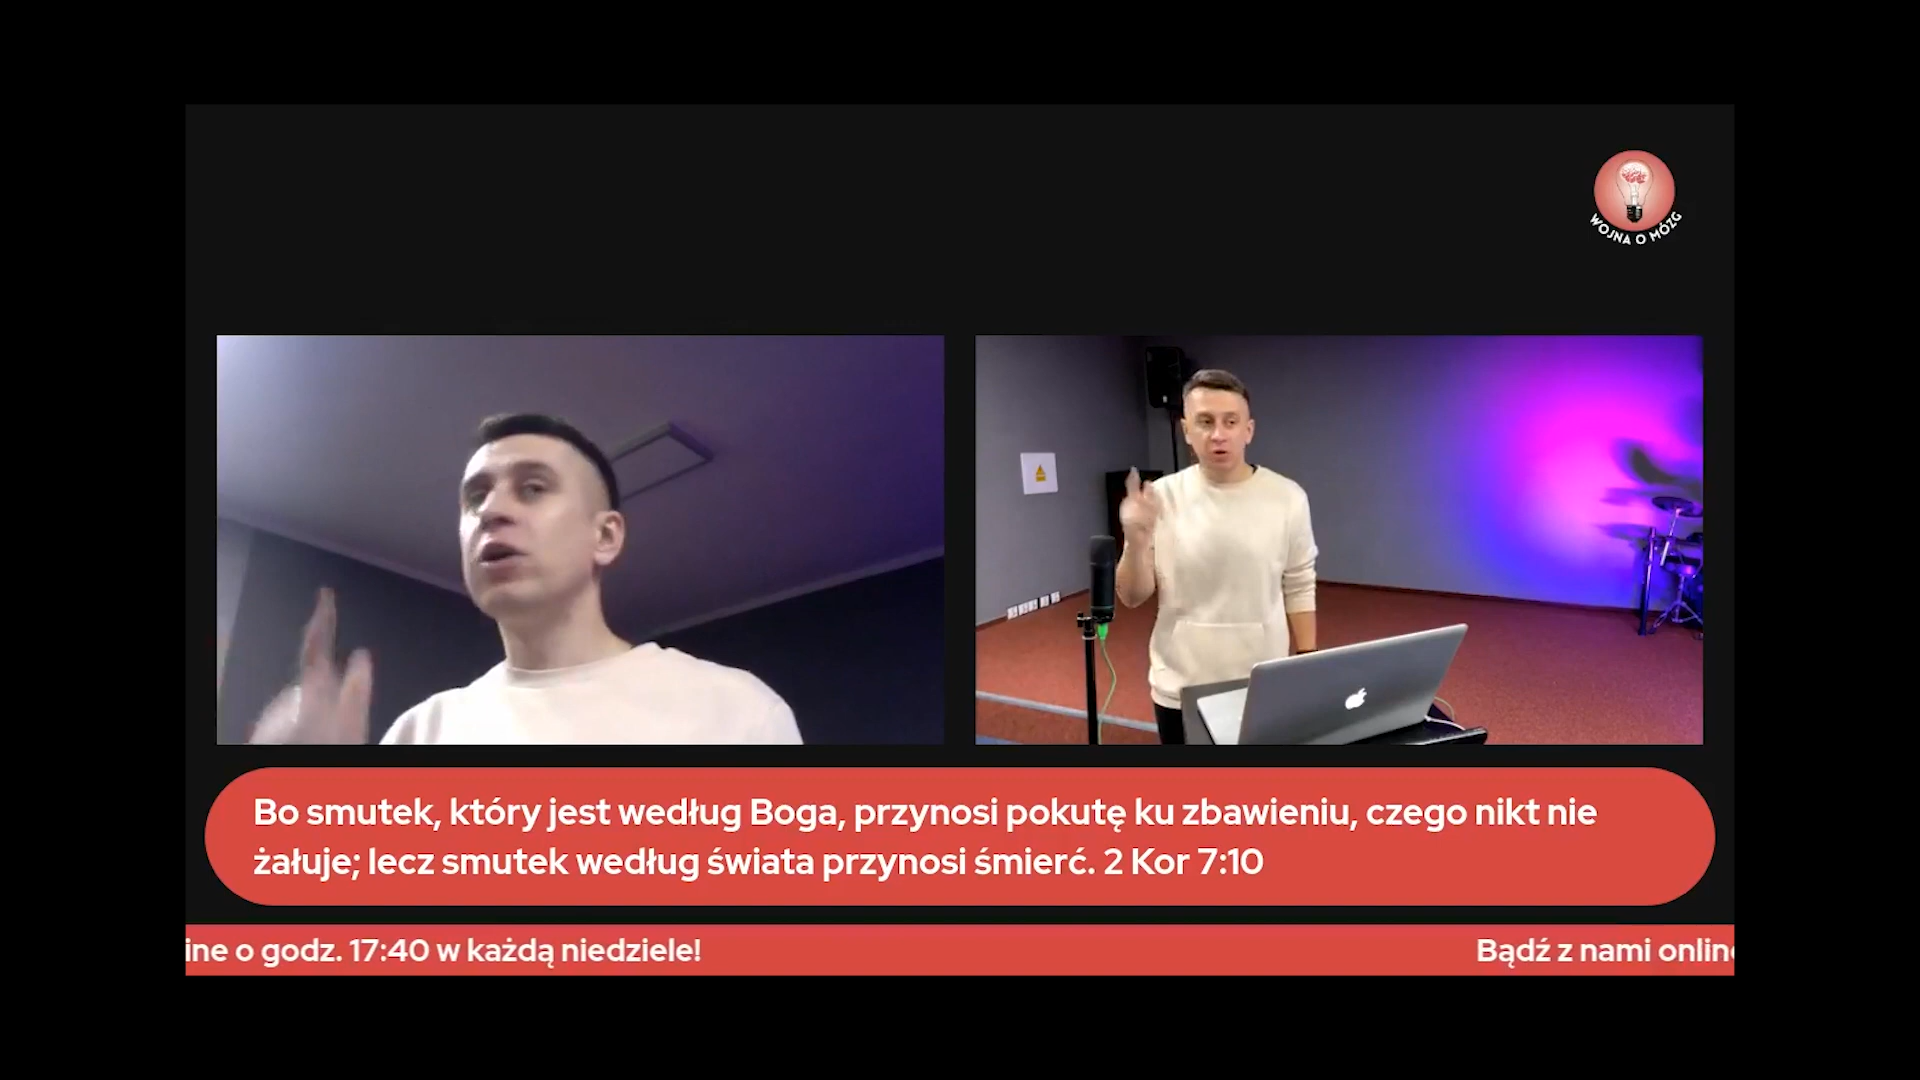 WOJNA O MÓZG
Bo smutek, który jest według Boga, przynosi pokutę ku zbawieniu, czego nikt nie
żałuje; lecz smutek według świata przynosi śmierć. 2 Kor 7:10
ine o godz. 17:40 w każdą niedziele!
Bądź z nami online